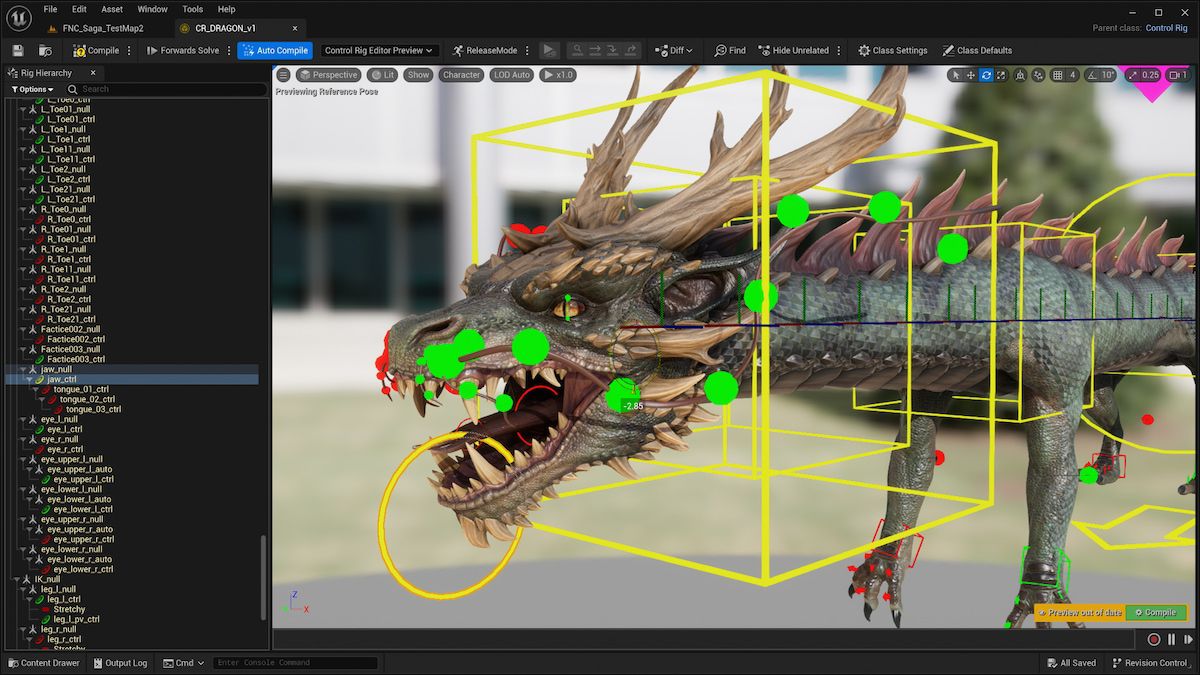 File Edit Asset Window Tools Help
FNC_Saga_TestMap2
CR_DRAGON_v1
Parent class: Control Rig
Compile Forwards Solve Auto Compile Control Rig Editor Preview ReleaseMode Diff Find Hide Unrelated Class Settings Class Defaults
Rig Hierarchy
Options Search
Perspective Lit Show Character LOD Auto x1.0 4 10° 0.25 1
Previewing Reference Pose
L_Toe0_ctrl
L_Toe01_null
L_Toe01_ctrl
L_Toe1_null
L_Toe1_ctrl
L_Toe11_null
L_Toe11_ctrl
L_Toe2_null
L_Toe2_ctrl
L_Toe21_null
L_Toe21_ctrl
R_Toe0_null
R_Toe0_ctrl
R_Toe01_null
R_Toe01_ctrl
R_Toe1_null
R_Toe1_ctrl
R_Toe11_null
R_Toe11_ctrl
R_Toe2_null
R_Toe2_ctrl
R_Toe21_null
R_Toe21_ctrl
Factice002_null
Factice002_ctrl
Factice003_null
Factice003_ctrl
jaw_null
jaw_ctrl
tongue_01_ctrl
tongue_02_ctrl
tongue_03_ctrl
eye_l_null
eye_l_ctrl
eye_r_null
eye_r_ctrl
eye_upper_l_null
eye_upper_l_auto
eye_upper_l_ctrl
eye_lower_l_null
eye_lower_l_auto
eye_lower_l_ctrl
eye_upper_r_null
eye_upper_r_auto
eye_upper_r_ctrl
eye_lower_r_null
eye_lower_r_auto
eye_lower_r_ctrl
IK_null
leg_l_null
leg_l_ctrl
Stretchy
leg_l_pv_ctrl
leg_r_null
leg_r_ctrl
Stretchy
-2.85
Z
X
Preview out of date Compile
Content Drawer Output Log Cmd Enter Console Command All Saved Revision Control